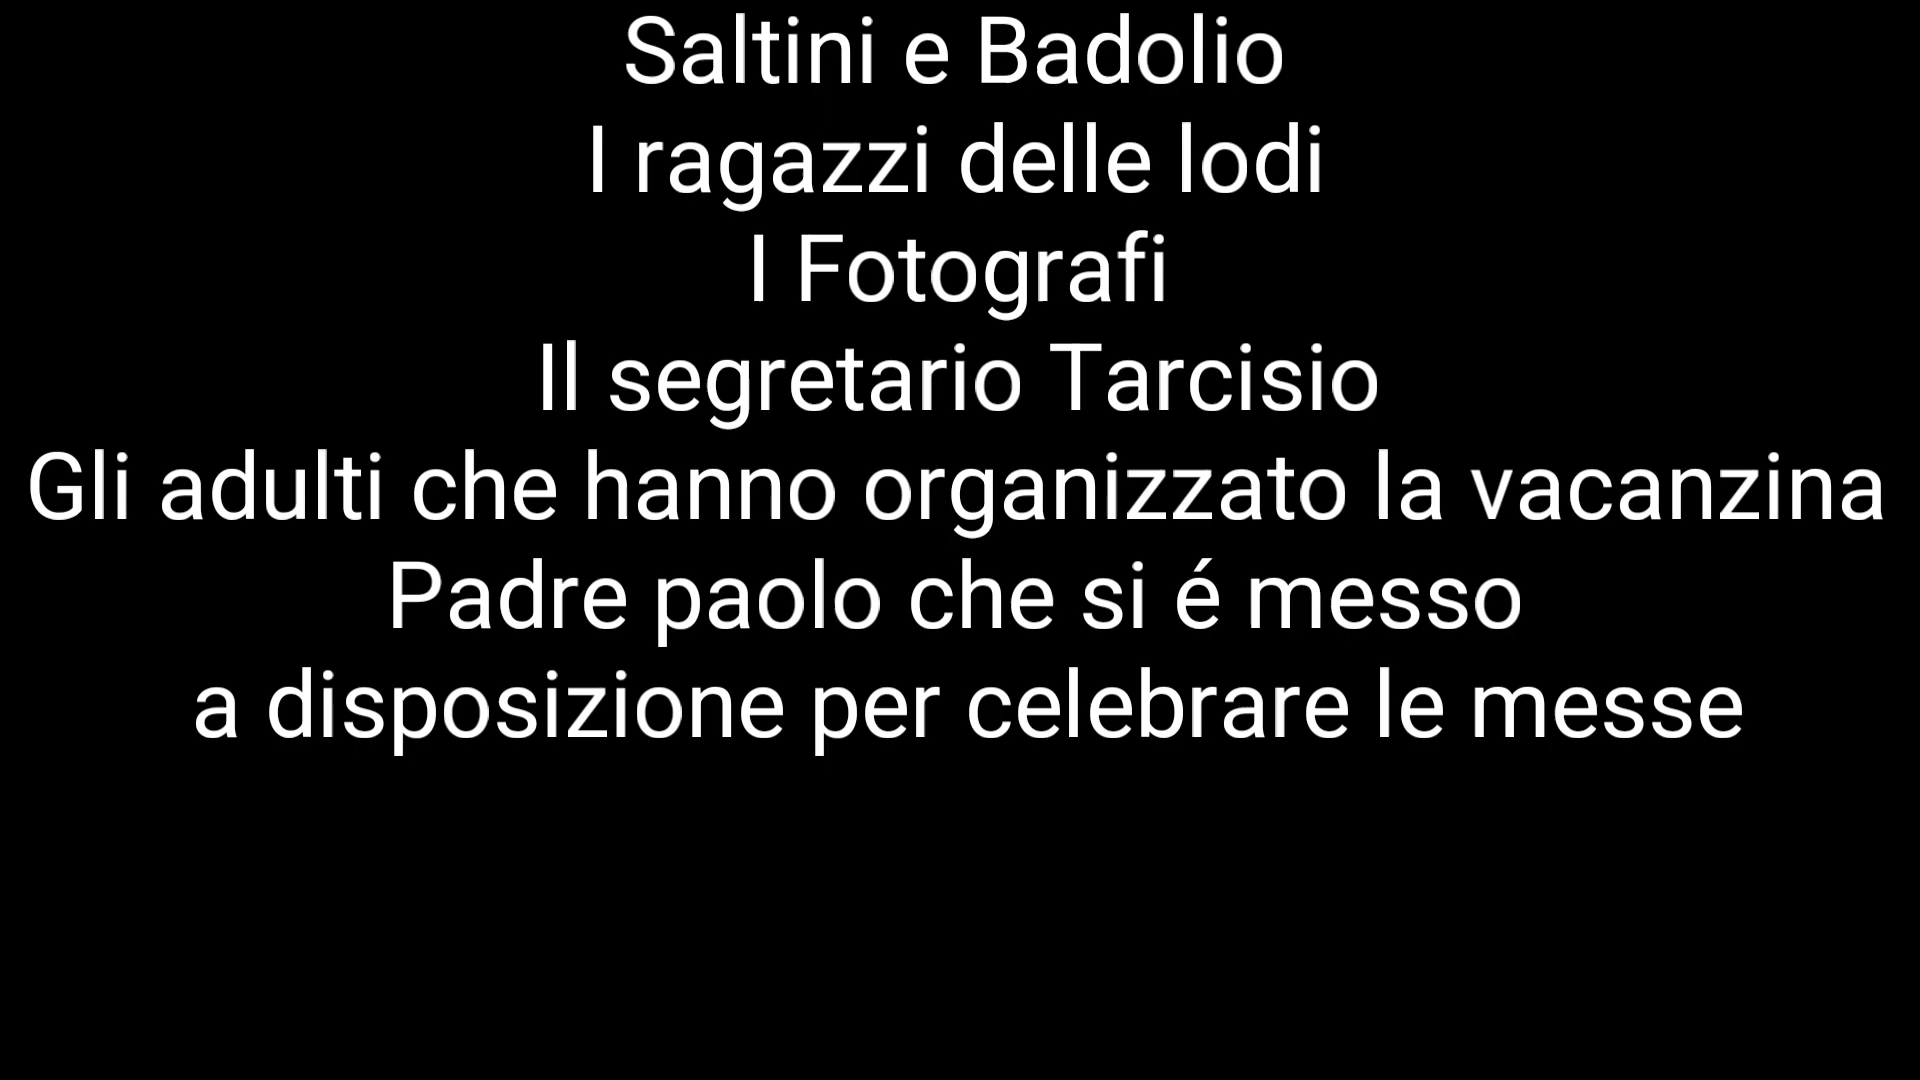 Saltini e Badolio
I ragazzi delle lodi
I Fotografi
Il segretario Tarcisio
Gli adulti che hanno organizzato la vacanzina
Padre paolo che si é messo
a disposizione per celebrare le messe